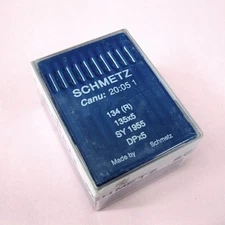 SCHMETZ
Canu: 20:05 1
134 (R)
135x5
SY 1955
DPx5
Made by Schmetz